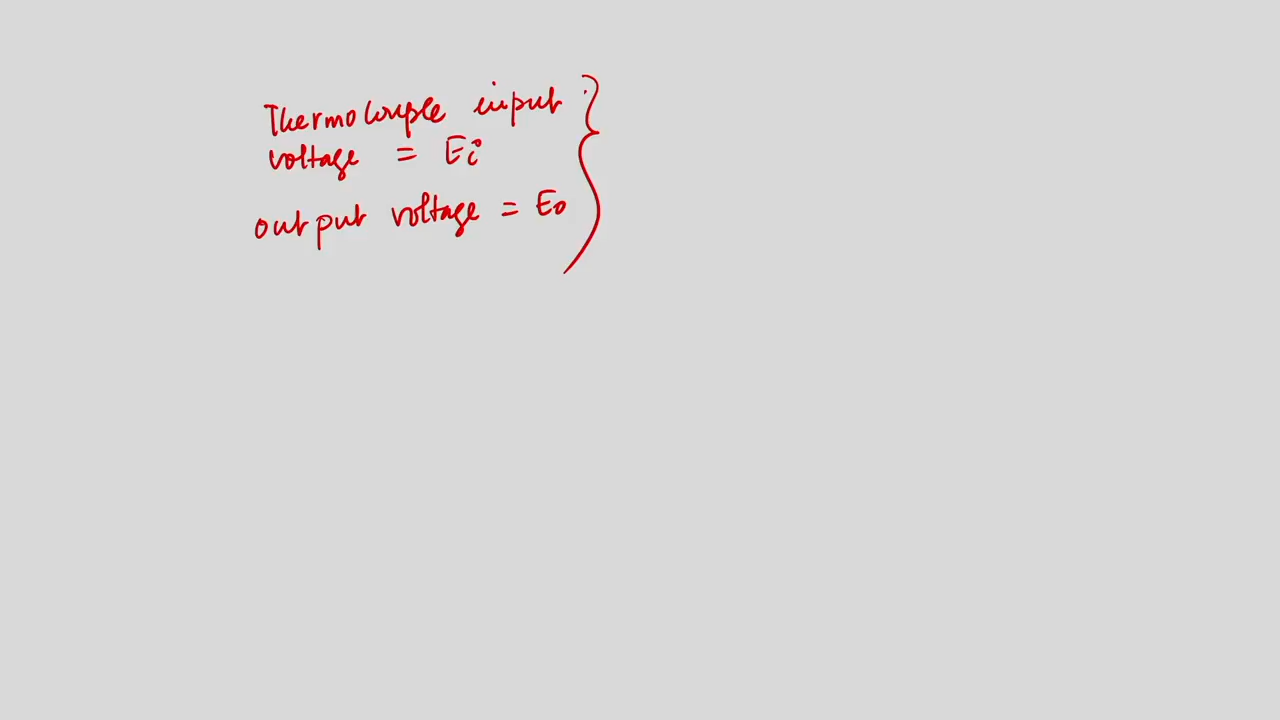 Thermocouple input
voltage = Ei
output voltage = Eo